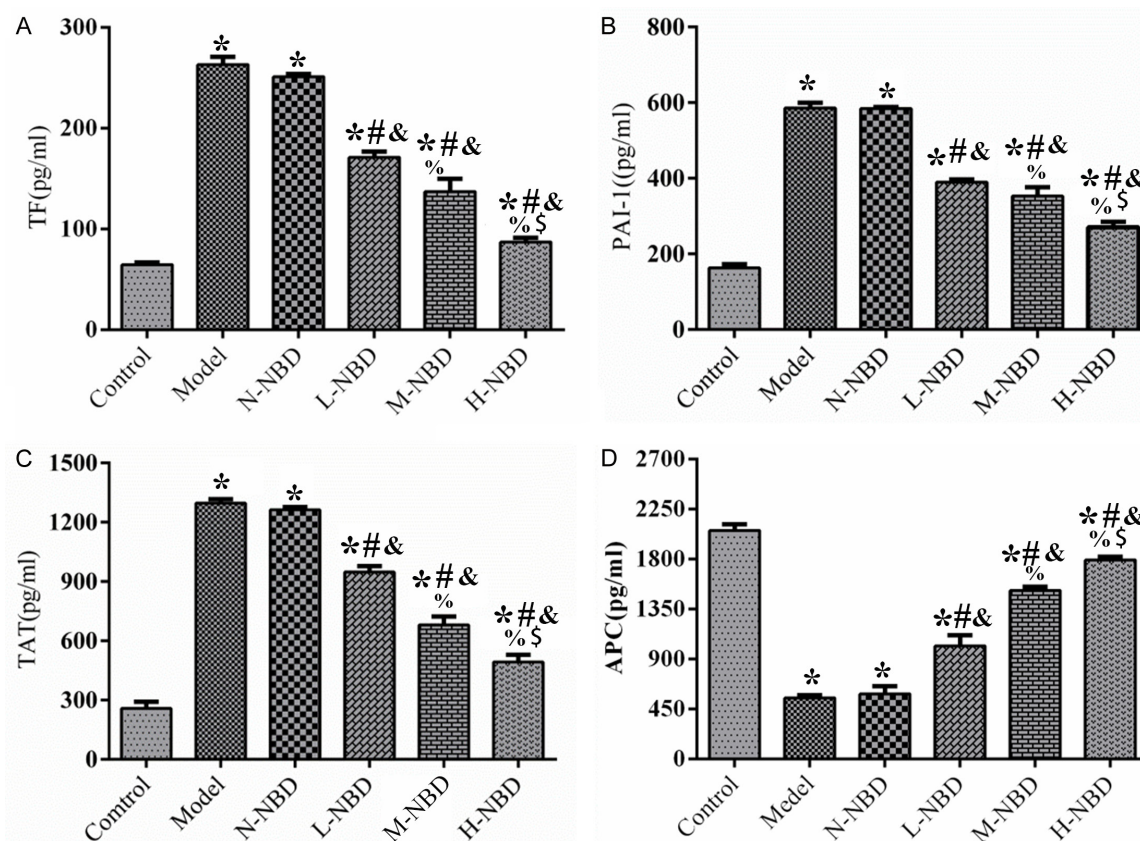 A
TF(pg/ml)
300
200
100
0
*
*
*#&
*#&
%
*#&
%$
Control
Model
N-NBD
L-NBD
M-NBD
H-NBD
B
PAI-1((pg/ml)
800
600
400
200
0
*
*
*#&
*#&
%
*#&
%$
Control
Model
N-NBD
L-NBD
M-NBD
H-NBD
C
TAT(pg/ml)
1500
1200
900
600
300
0
*
*
*#&
*#&
%
*#&
%$
Comtrol
Model
N-NBD
L-NBD
M-NBD
H-NBD
D
APC(pg/ml)
2700
2250
1800
1350
900
450
0
*
*
*#&
*#&
%
*#&
%$
Control
Medel
N-NBD
L-NBD
M-NBD
H-NBD